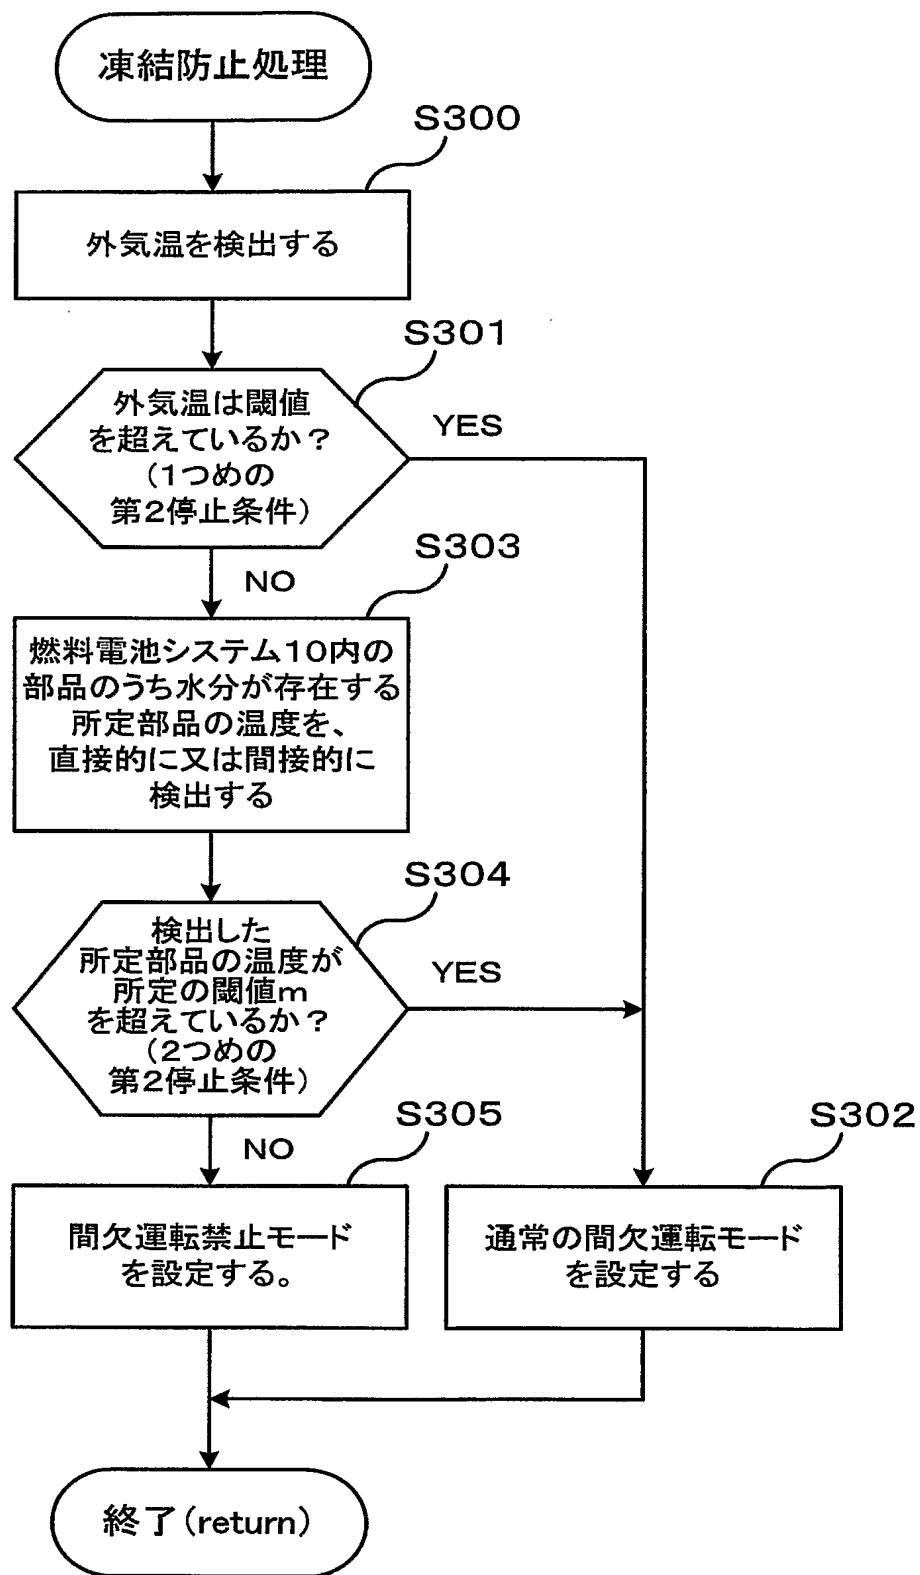 凍結防止処理
S300
外気温を検出する
S301
外気温は閾値
を超えているか?
(1つめの
第2停止条件)
YES
NO
S303
燃料電池システム10内の
部品のうち水分が存在する
所定部品の温度を、
直接的に又は間接的に
検出する
S304
検出した
所定部品の温度が
所定の閾値m
を超えているか?
(2つめの
第2停止条件)
YES
NO
S305
間欠運転禁止モード
を設定する。
S302
通常の間欠運転モード
を設定する
終了(return)